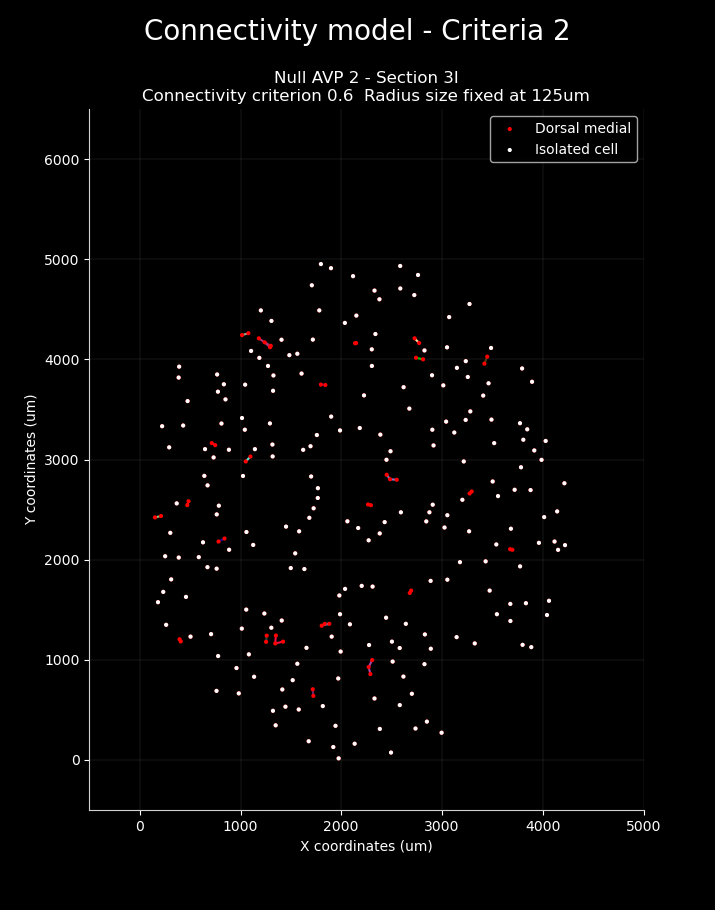 Connectivity model - Criteria 2
Null AVP 2 - Section 3l
Connectivity criterion 0.6  Radius size fixed at 125um
Dorsal medial
Isolated cell
6000
5000
4000
3000
2000
1000
0
Y coordinates (um)
0 1000 2000 3000 4000 5000
X coordinates (um)